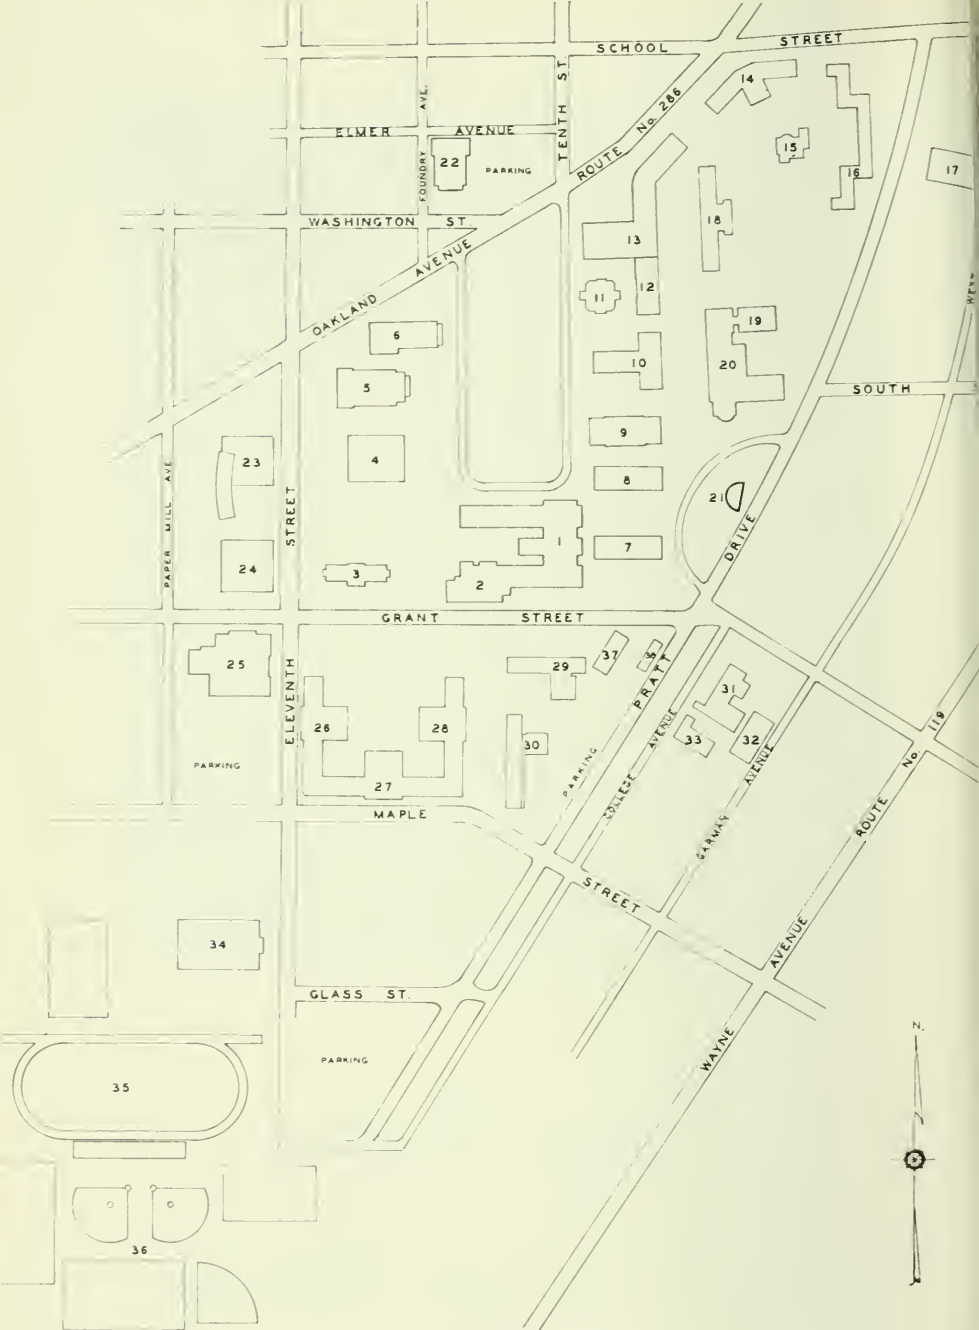 SCHOOL STREET
TENTH ST
FOUNDRY AVE.
ELMER AVENUE
ROUTE No. 286
22
PARKING
14
15
16
17
WASHINGTON ST.
OAKLAND AVENUE
13
18
12
11
WEST
6
10
19
20
5
SOUTH
9
4
23
8
21
PAPER MILL AVE
STREET
DRIVE
1
7
24
3
2
GRANT STREET
25
ELEVENTH
29
37
PRATT
31
26
28
30
33
32
No. 119
PARKING
27
PARKING
COLLEGE AVENUE
GARMAN AVENUE
MAPLE
ROUTE
STREET
34
AVENUE
GLASS ST.
PARKING
WAYNE
N.
35
36